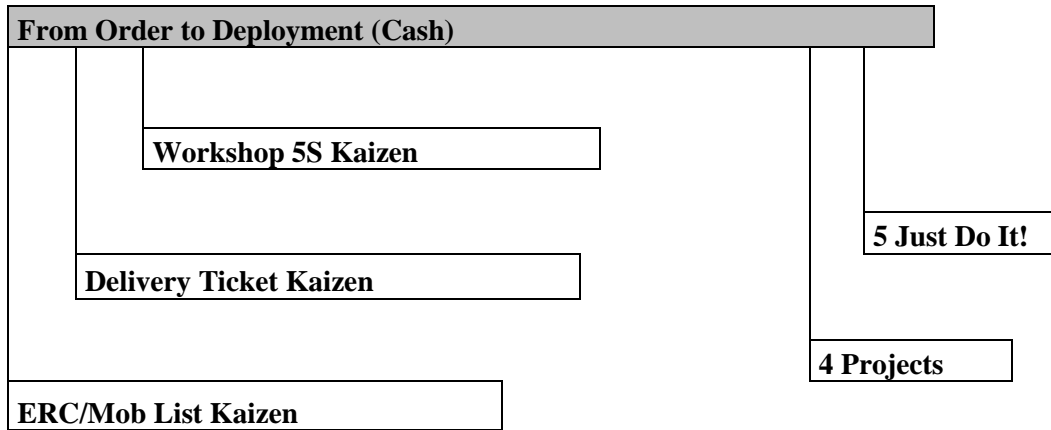 From Order to Deployment (Cash)
Workshop 5S Kaizen
5 Just Do It!
Delivery Ticket Kaizen
4 Projects
ERC/Mob List Kaizen